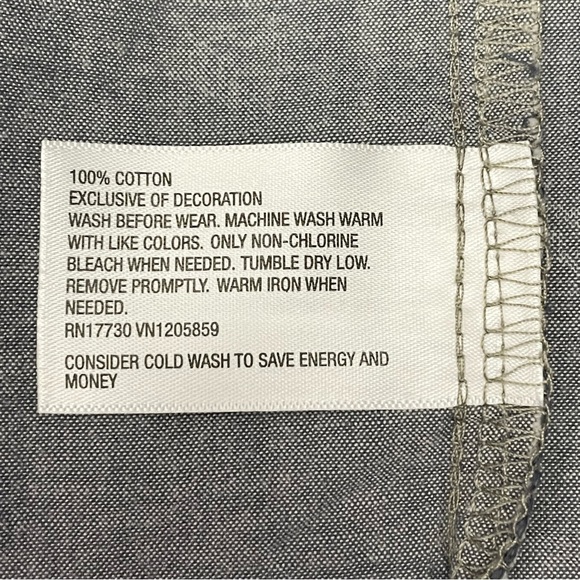 100% COTTON
EXCLUSIVE OF DECORATION
WASH BEFORE WEAR. MACHINE WASH WARM
WITH LIKE COLORS. ONLY NON-CHLORINE
BLEACH WHEN NEEDED. TUMBLE DRY LOW.
REMOVE PROMPTLY. WARM IRON WHEN
NEEDED.
RN17730 VN1205859
CONSIDER COLD WASH TO SAVE ENERGY AND
MONEY